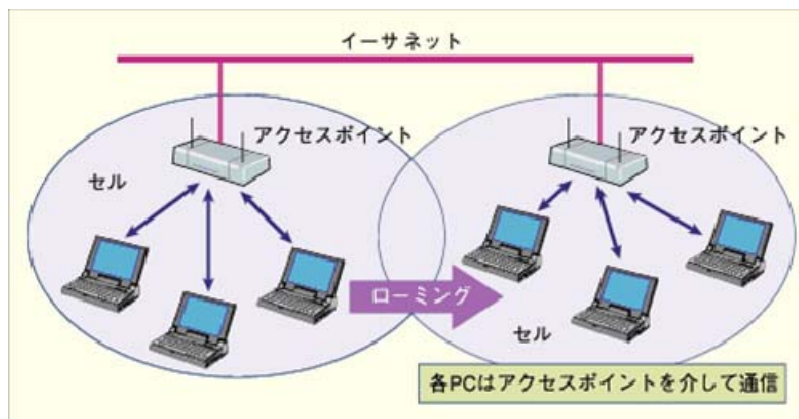 イーサネット
アクセスポイント
アクセスポイント
セル
ローミング
セル
各PCはアクセスポイントを介して通信